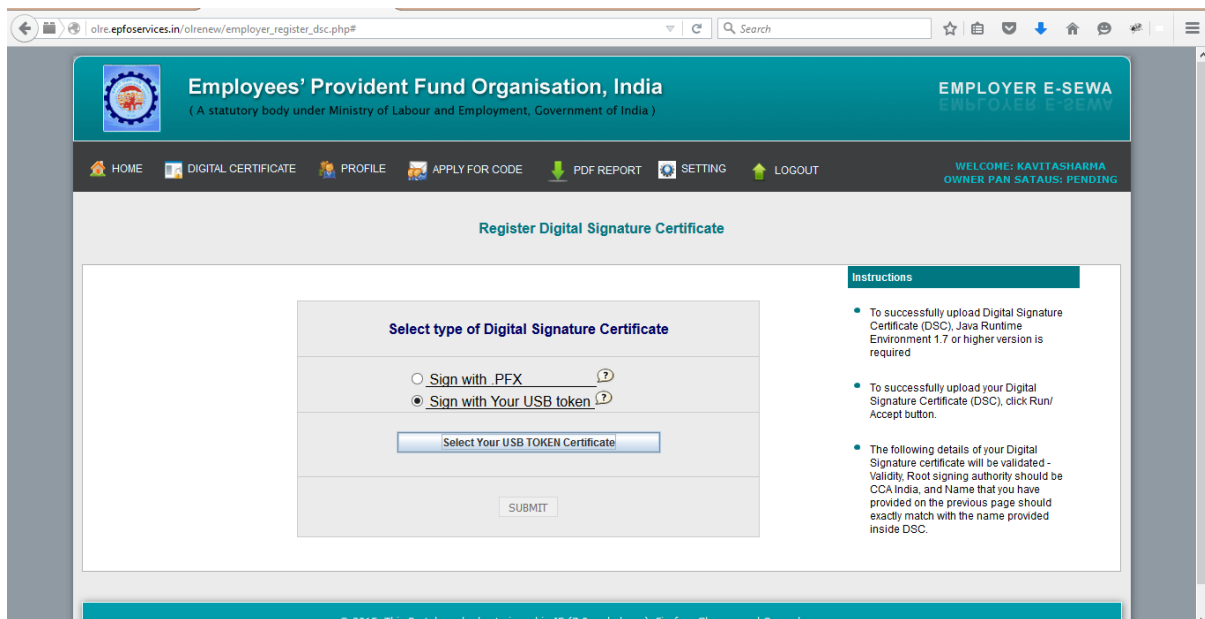 olre.epfoservices.in/olrenew/employer_register_dsc.php#
Search
Employees' Provident Fund Organisation, India
( A statutory body under Ministry of Labour and Employment, Government of India )
EMPLOYER E-SEWA
HOME
DIGITAL CERTIFICATE
PROFILE
APPLY FOR CODE
PDF REPORT
SETTING
LOGOUT
WELCOME: KAVITASHARMA
OWNER PAN SATAUS: PENDING
Register Digital Signature Certificate
Select type of Digital Signature Certificate
Sign with .PFX
Sign with Your USB token
Select Your USB TOKEN Certificate
SUBMIT
Instructions
To successfully upload Digital Signature
Certificate (DSC), Java Runtime
Environment 1.7 or higher version is
required
To successfully upload your Digital
Signature Certificate (DSC), click Run/
Accept button.
The following details of your Digital
Signature certificate will be validated -
Validity, Root signing authority should be
CCA India, and Name that you have
provided on the previous page should
exactly match with the name provided
inside DSC.